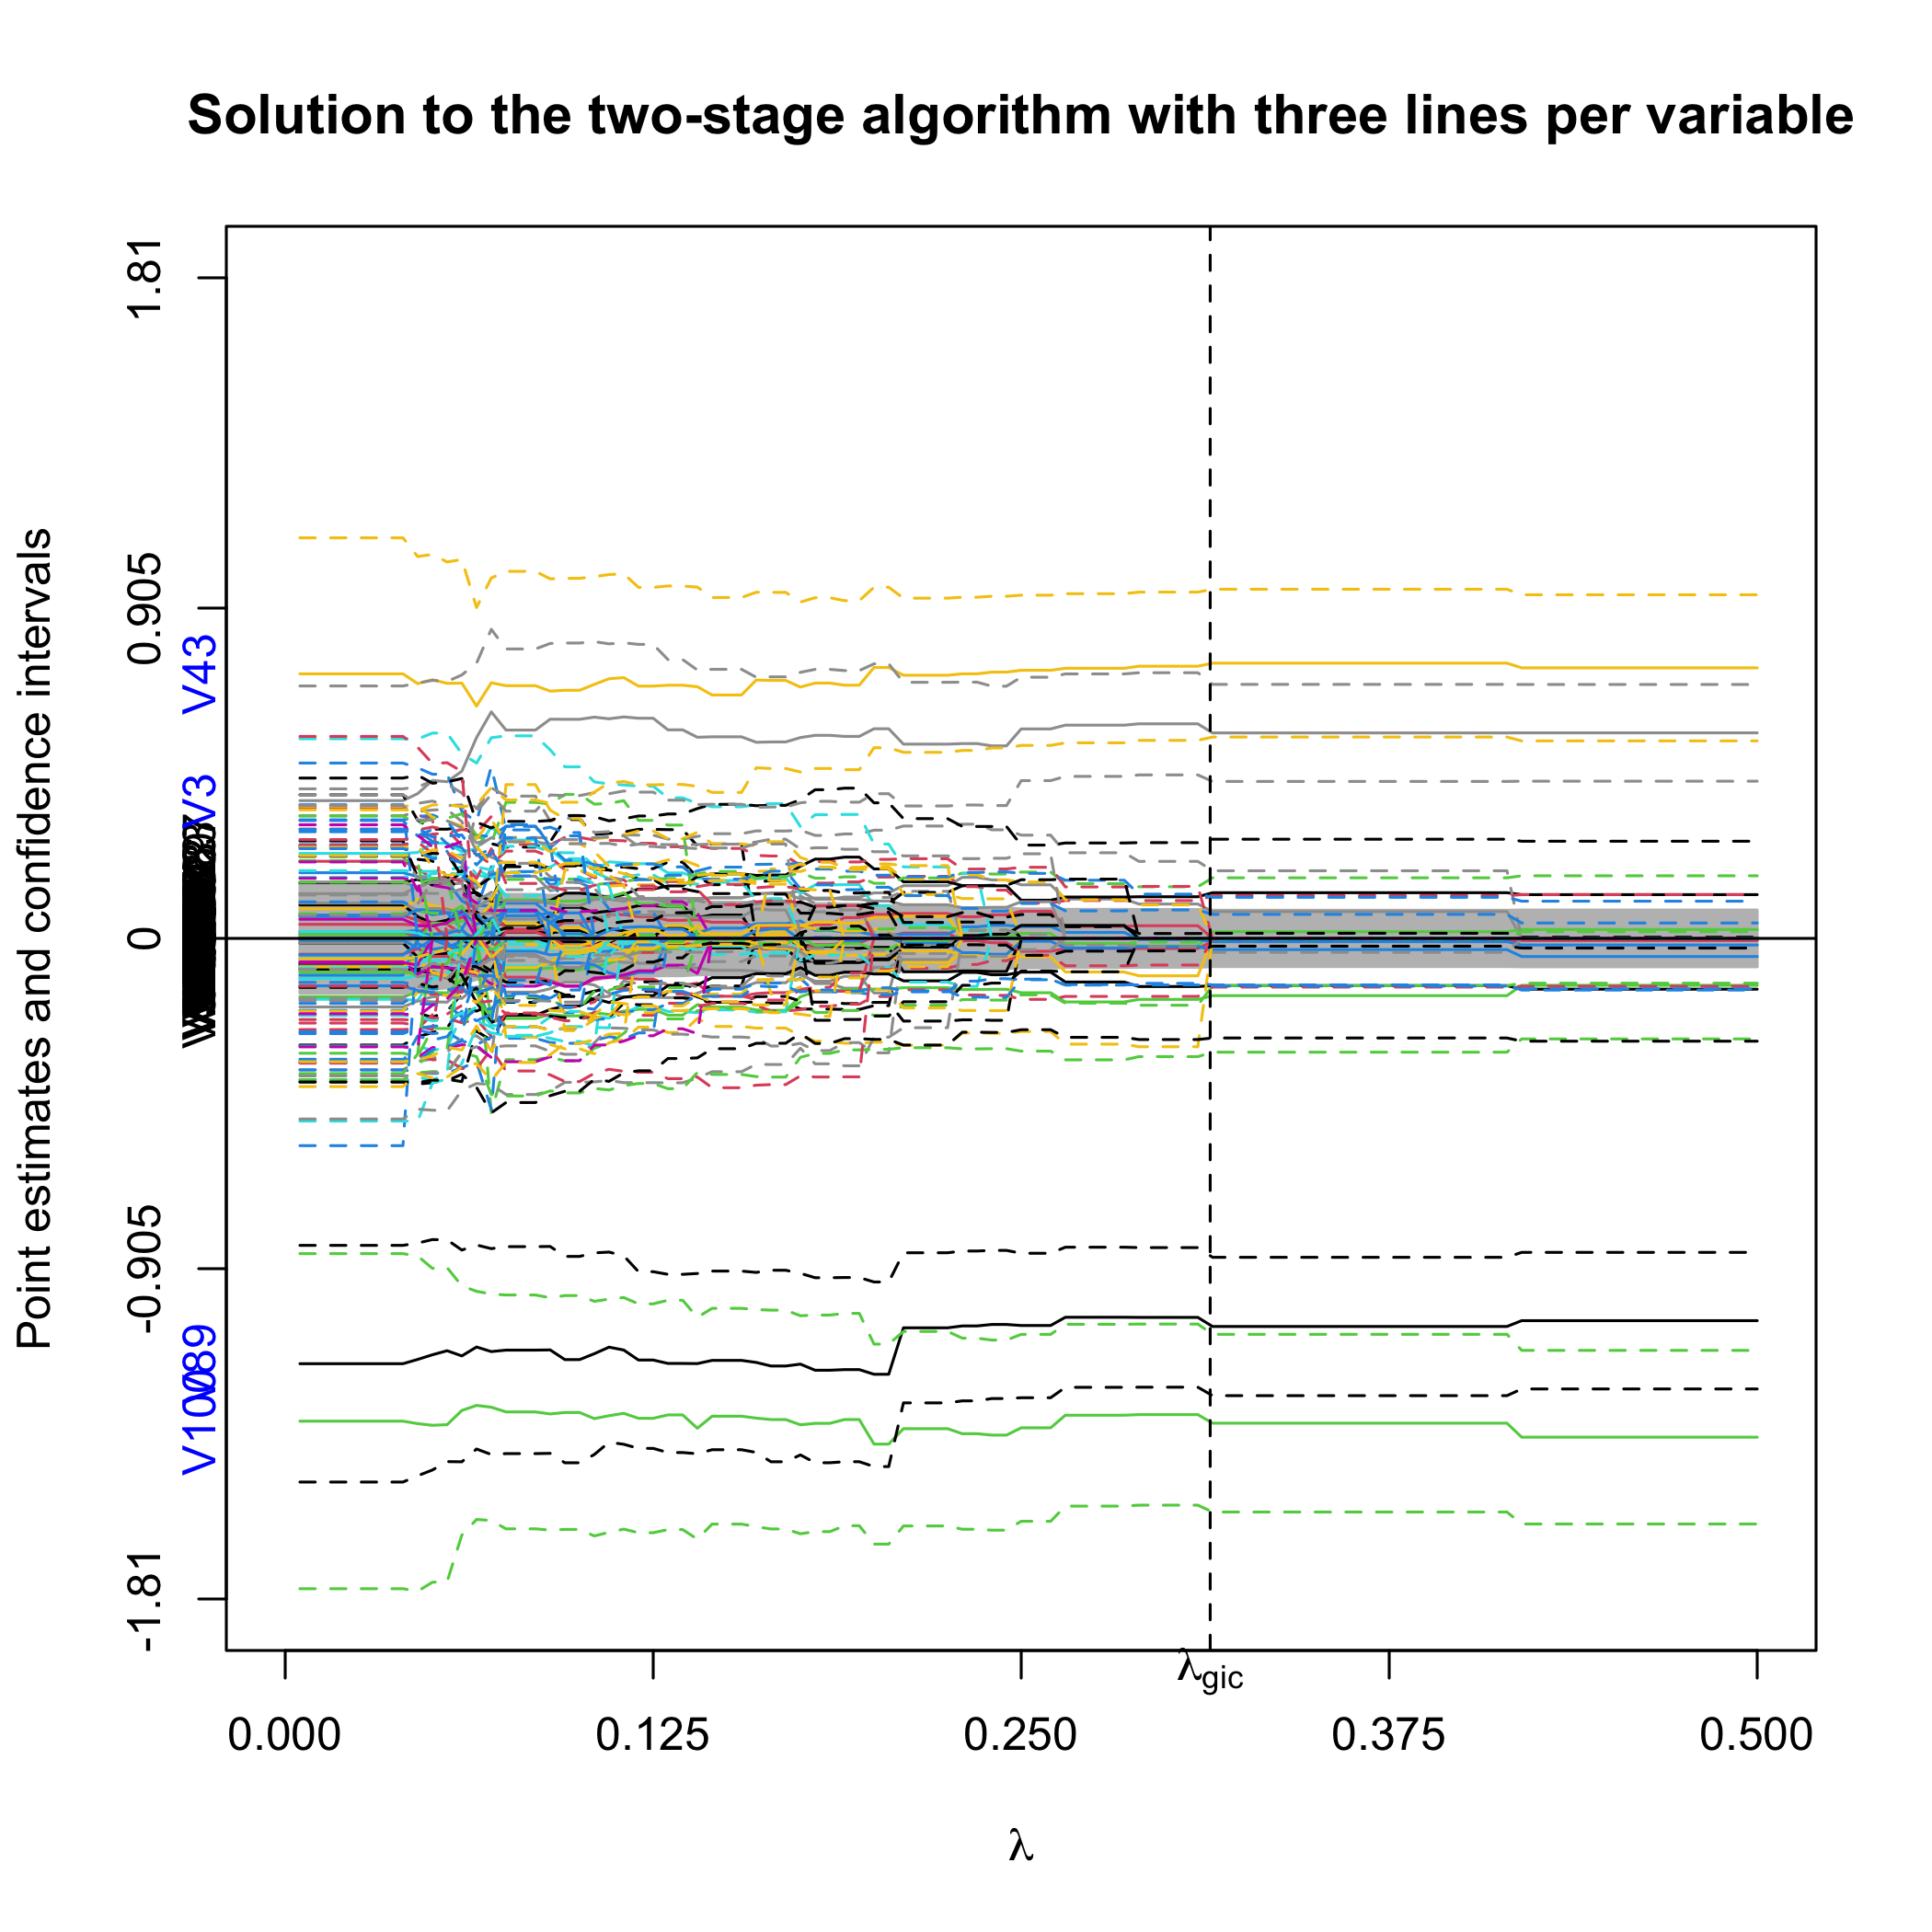 Solution to the two-stage algorithm with three lines per variable
Point estimates and confidence intervals
1.81
0.905
0
-0.905
-1.81
V43
V3
λgic
0.000 0.125 0.250 0.375 0.500
λ